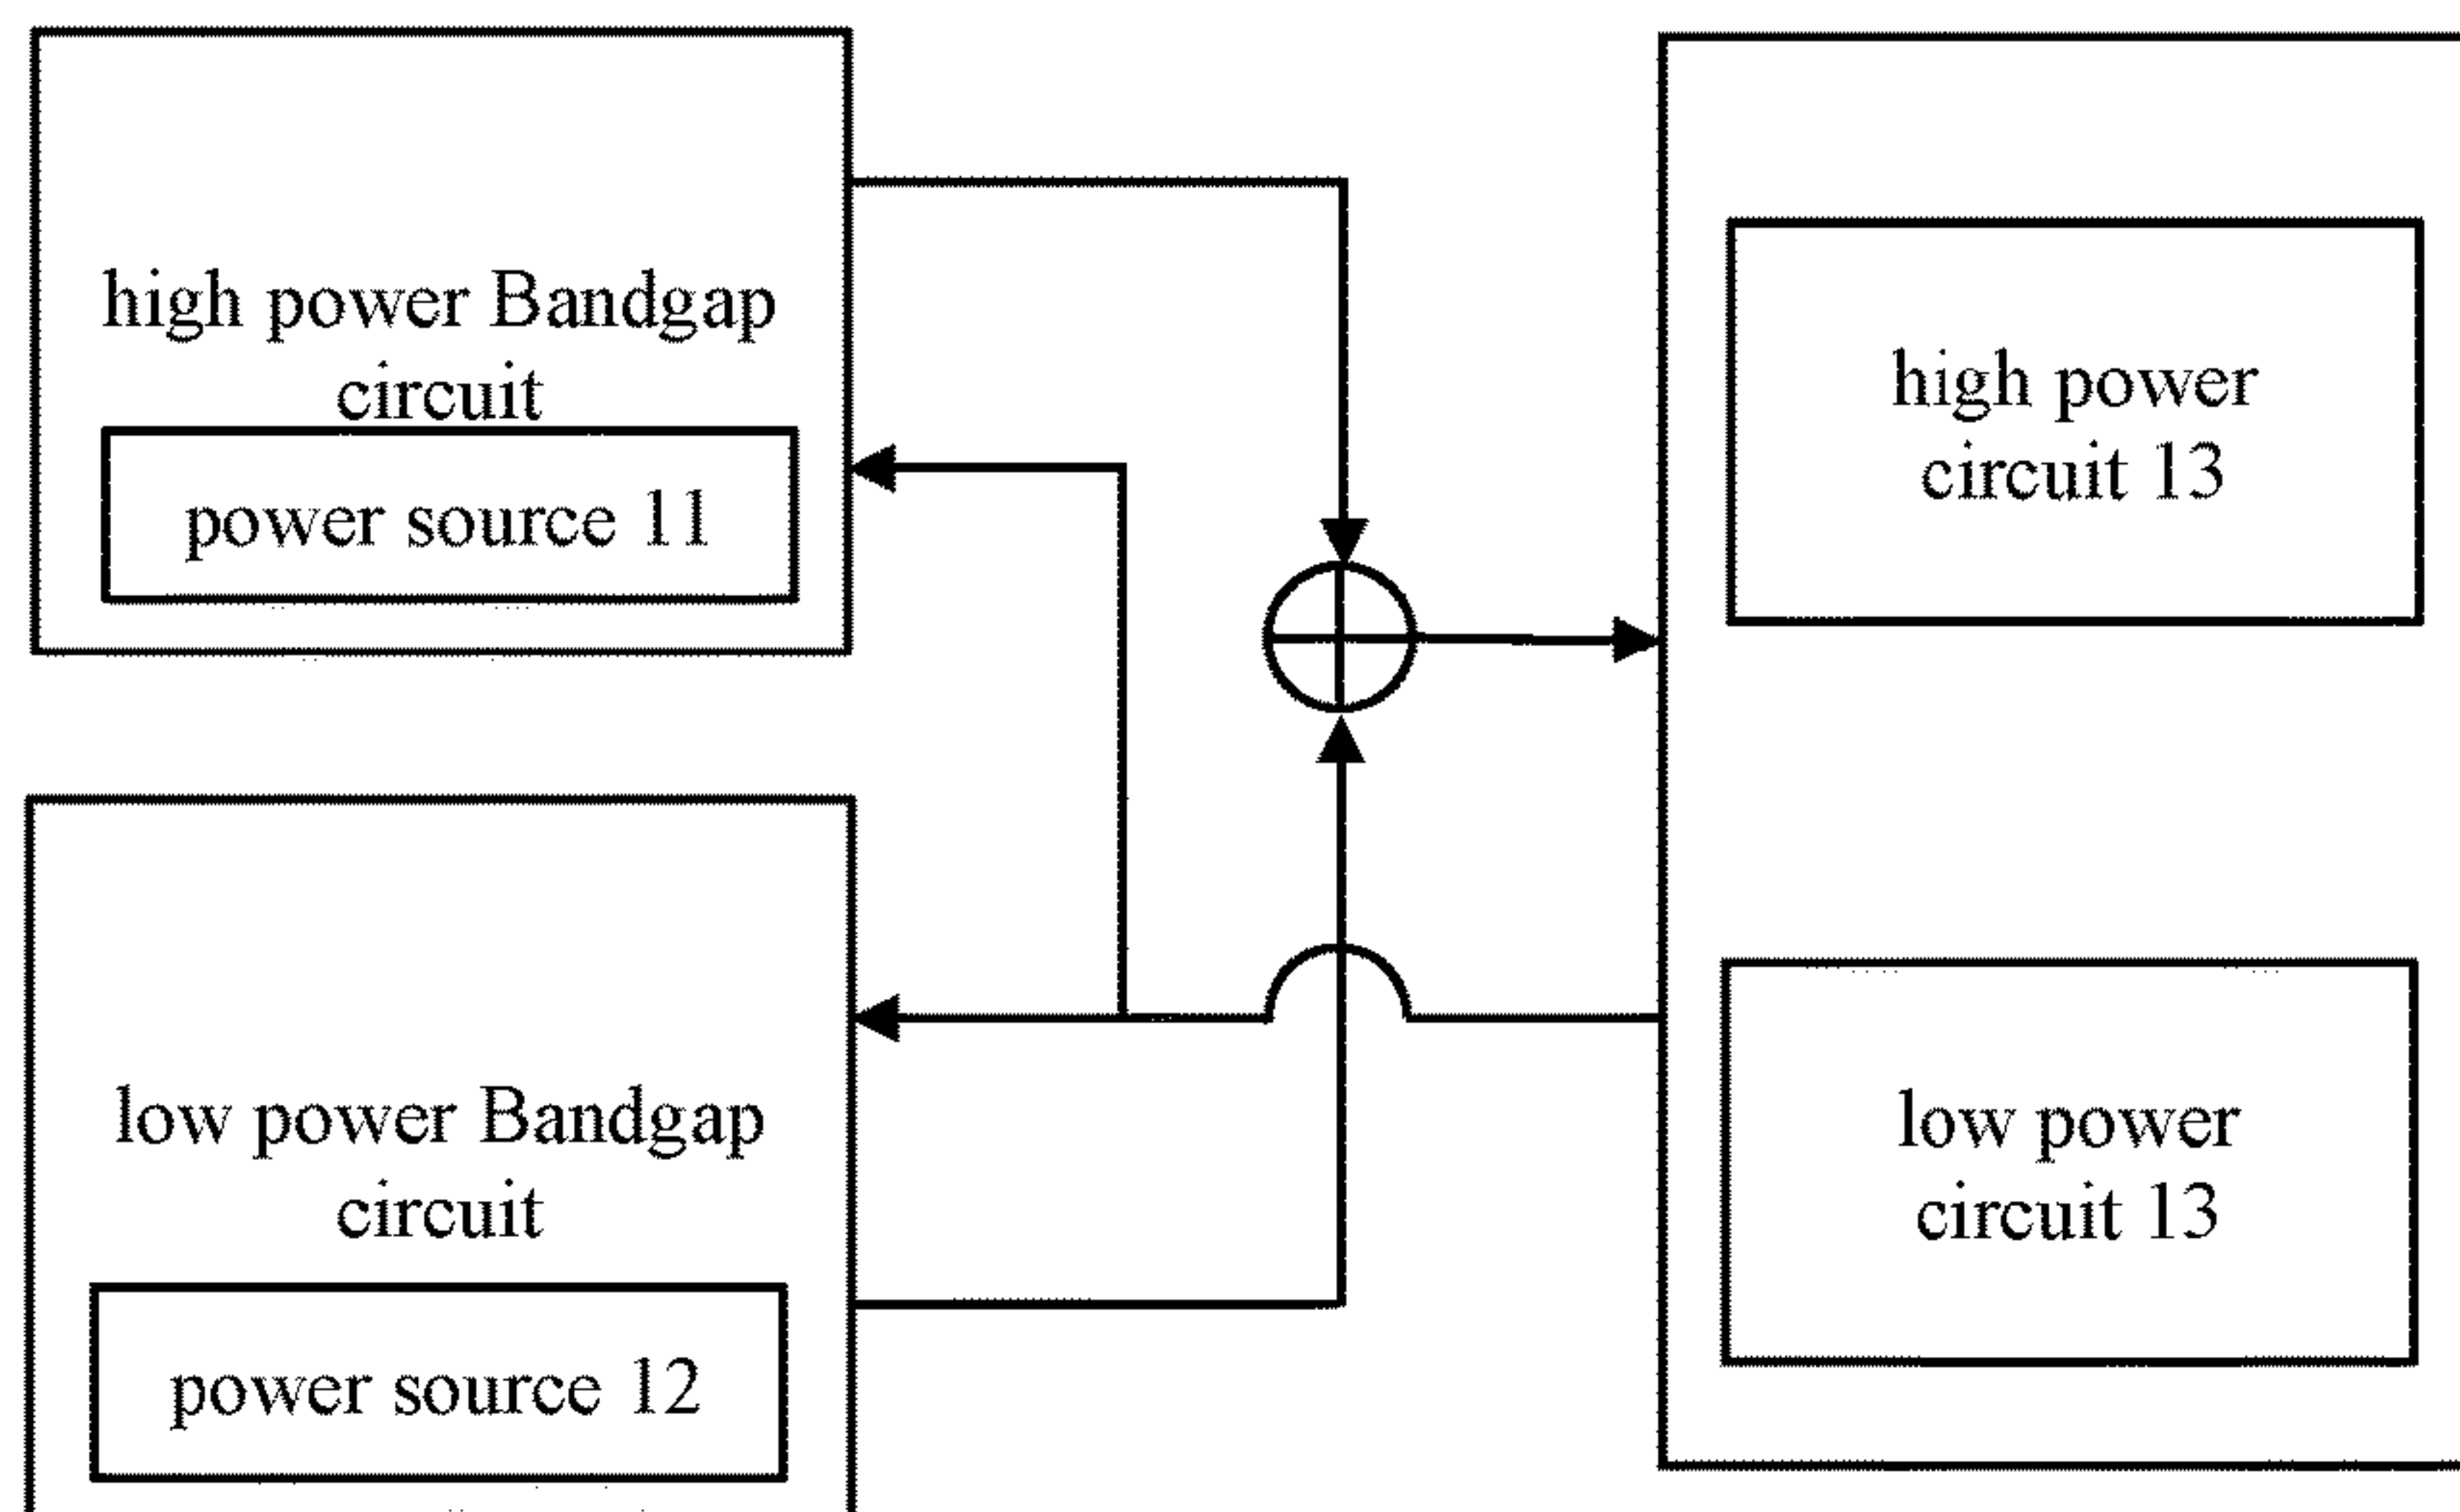 high power Bandgap
circuit
power source 11
high power
circuit 13
low power Bandgap
circuit
power source 12
low power
circuit 13